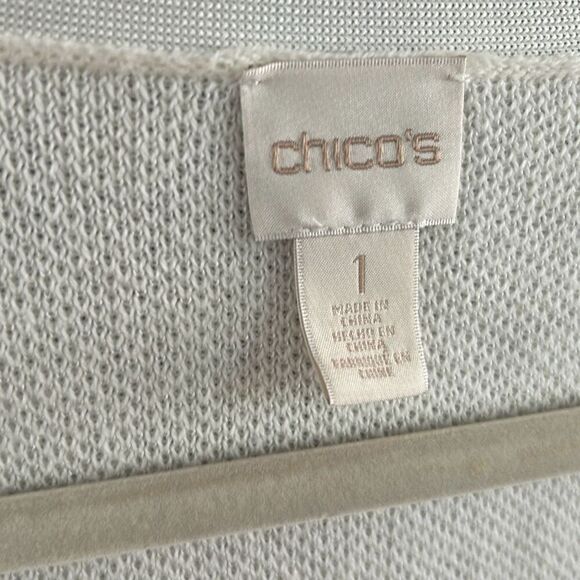 chico's
1
MADE IN
CHINA
HECHO EN
CHINA
FABRIQUÉ EN
CHINE